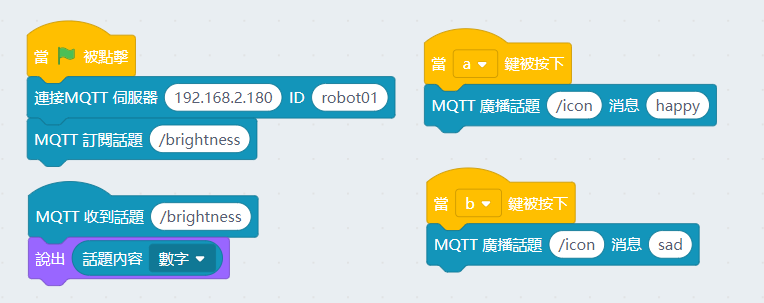 當 被點擊
連接MQTT 伺服器 192.168.2.180 ID robot01
MQTT 訂閱話題 /brightness
MQTT 收到話題 /brightness
說出 話題內容 數字
當 a 鍵被按下
MQTT 廣播話題 /icon 消息 happy
當 b 鍵被按下
MQTT 廣播話題 /icon 消息 sad